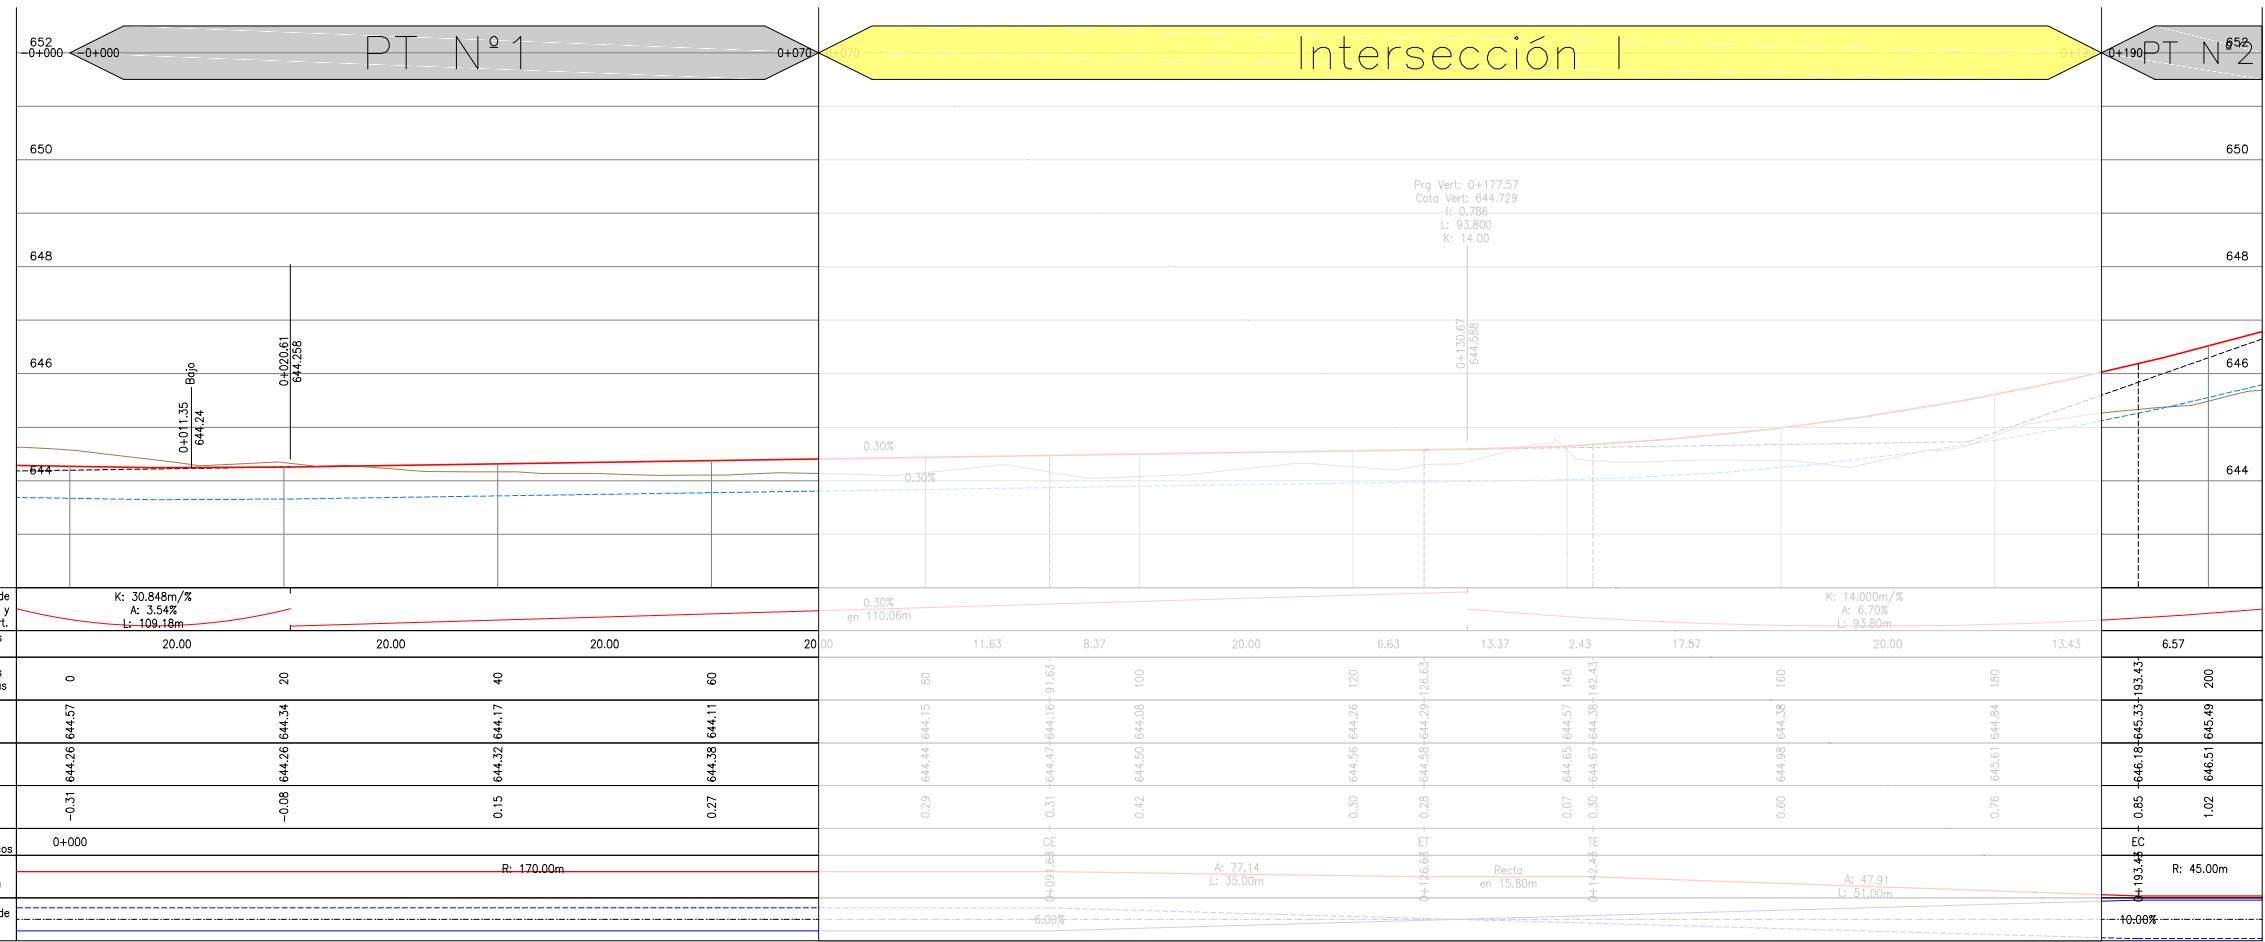 PT Nº1
Intersección I
PT Nº2
652
-0+000
-0+000
0+070
0+070
0+190
0+190
652
650
650
Prg Vert: 0+177.57
Cota Vert: 644.729
f: 0.786
L: 93.800
K: 14.00
648
648
646
646
644
644
Bajo
0+011.35
644.24
0+020.61
644.258
0+130.67
644.588
0.30%
0.30%
de
y
rt.
K: 30.848m/%
A: 3.54%
L: 109.18m
0.30%
en 110.06m
K: 14.000m/%
A: 6.70%
L: 93.80m
s
20.00 20.00 20.00 20.00 11.63 8.37 20.00 6.63 13.37 2.43 17.57 20.00 13.43 6.57
s
as
0 20 40 60 80 91.63 100 120 126.63 140 142.43 160 180 193.43 200
644.57 644.34 644.17 644.11 644.15 644.16 644.08 644.26 644.29 644.57 644.38 644.38 644.84 645.33 645.49
644.26 644.26 644.32 644.38 644.44 644.47 644.50 644.56 644.58 644.65 644.67 644.98 645.61 646.18 646.51
-0.31 -0.08 0.15 0.27 0.29 0.31 0.42 0.30 0.28 0.07 0.30 0.60 0.76 0.85 1.02
cos
0+000 CE ET TE EC
R: 170.00m
0+091.63
A: 77.14
L: 35.00m
0+126.63
Recta
en 15.80m
0+142.43
A: 47.91
L: 51.00m
0+193.43
R: 45.00m
de
6.00%
10.00%